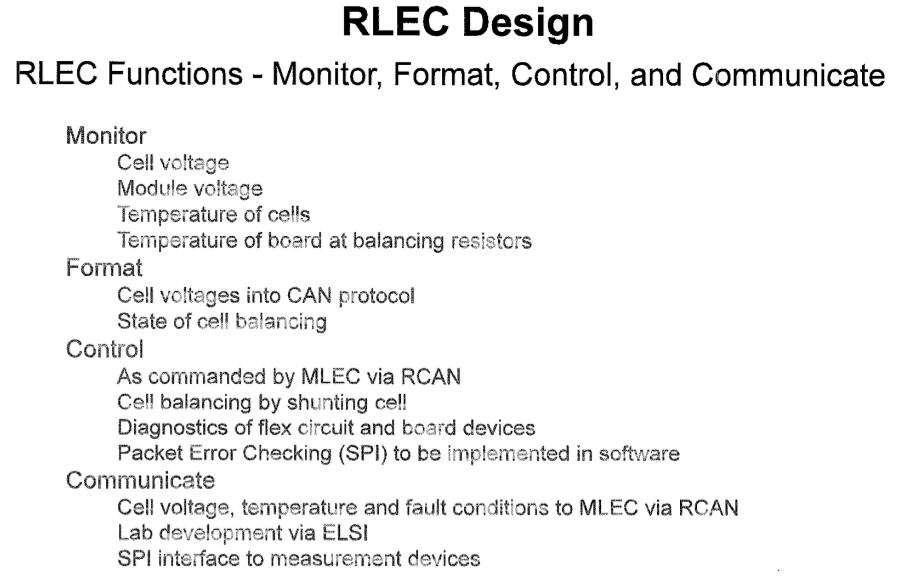 RLEC Design
RLEC Functions - Monitor, Format, Control, and Communicate
Monitor
Cell voltage
Module voltage
Temperature of cells
Temperature of board at balancing resistors
Format
Cell voltages into CAN protocol
State of cell balancing
Control
As commanded by MLEC via RCAN
Cell balancing by shunting cell
Diagnostics of flex circuit and board devices
Packet Error Checking (SPI) to be implemented in software
Communicate
Cell voltage, temperature and fault conditions to MLEC via RCAN
Lab development via ELSI
SPI interface to measurement devices